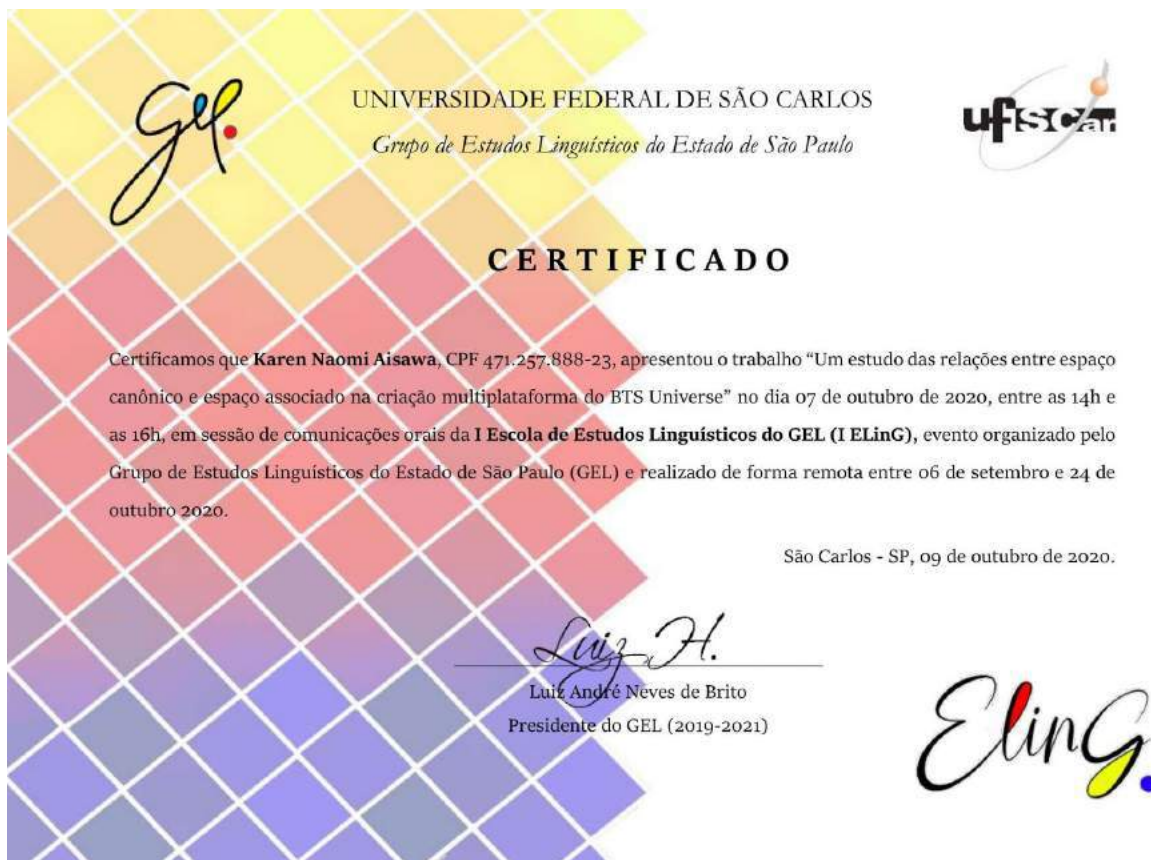 gel.
UNIVERSIDADE FEDERAL DE SÃO CARLOS
Grupo de Estudos Linguísticos do Estado de São Paulo
ufscar
CERTIFICADO
Certificamos que Karen Naomi Aisawa, CPF 471.257.888-23, apresentou o trabalho “Um estudo das relações entre espaço
canônico e espaço associado na criação multiplataforma do BTS Universe” no dia 07 de outubro de 2020, entre as 14h e
as 16h, em sessão de comunicações orais da I Escola de Estudos Linguísticos do GEL (I ELinG), evento organizado pelo
Grupo de Estudos Linguísticos do Estado de São Paulo (GEL) e realizado de forma remota entre 06 de setembro e 24 de
outubro 2020.
São Carlos - SP, 09 de outubro de 2020.
Luiz H.
Luiz André Neves de Brito
Presidente do GEL (2019-2021)
ElinG.